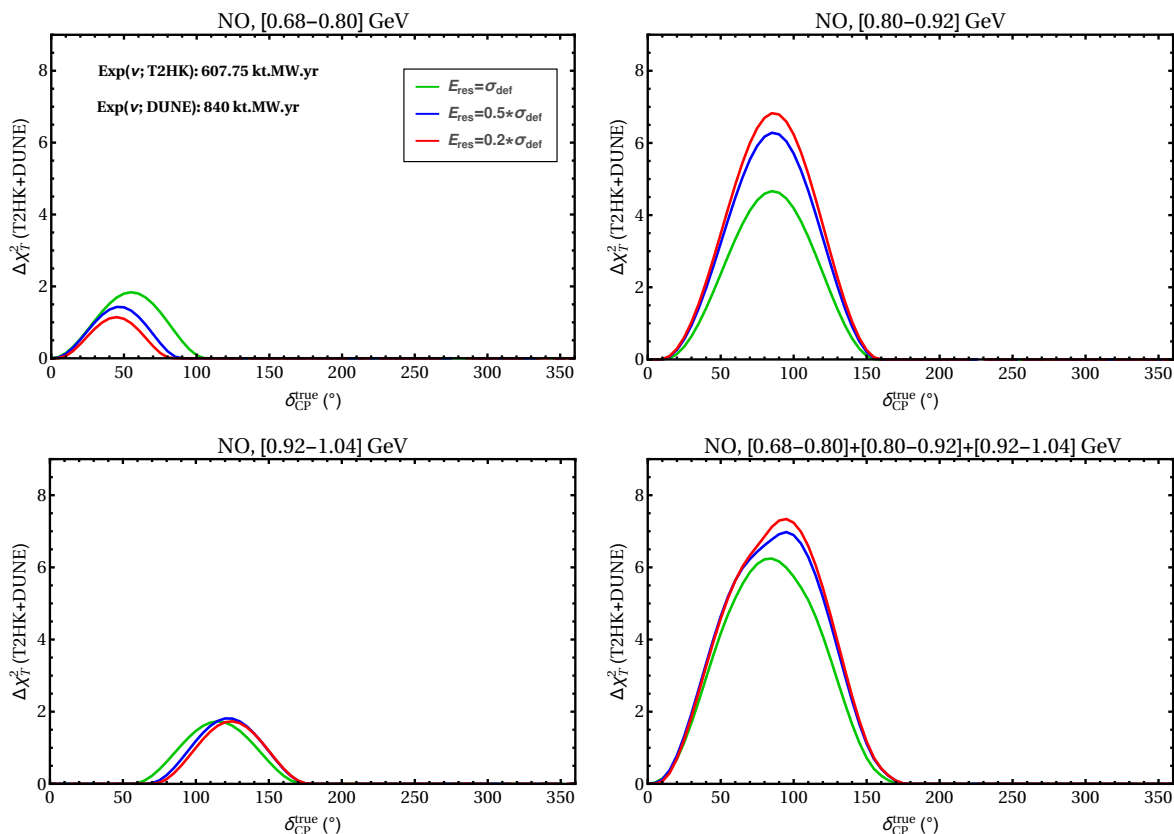 NO, [0.68–0.80] GeV
Exp(ν; T2HK): 607.75 kt.MW.yr
Exp(ν; DUNE): 840 kt.MW.yr
E_res=σ_def
E_res=0.5*σ_def
E_res=0.2*σ_def
Δχ²_T (T2HK+DUNE)
8
6
4
2
0
0 50 100 150 200 250 300 350
δ_CP^true (°)
NO, [0.80–0.92] GeV
Δχ²_T (T2HK+DUNE)
8
6
4
2
0
0 50 100 150 200 250 300 350
δ_CP^true (°)
NO, [0.92–1.04] GeV
Δχ²_T (T2HK+DUNE)
8
6
4
2
0
0 50 100 150 200 250 300 350
δ_CP^true (°)
NO, [0.68–0.80]+[0.80–0.92]+[0.92–1.04] GeV
Δχ²_T (T2HK+DUNE)
8
6
4
2
0
0 50 100 150 200 250 300 350
δ_CP^true (°)